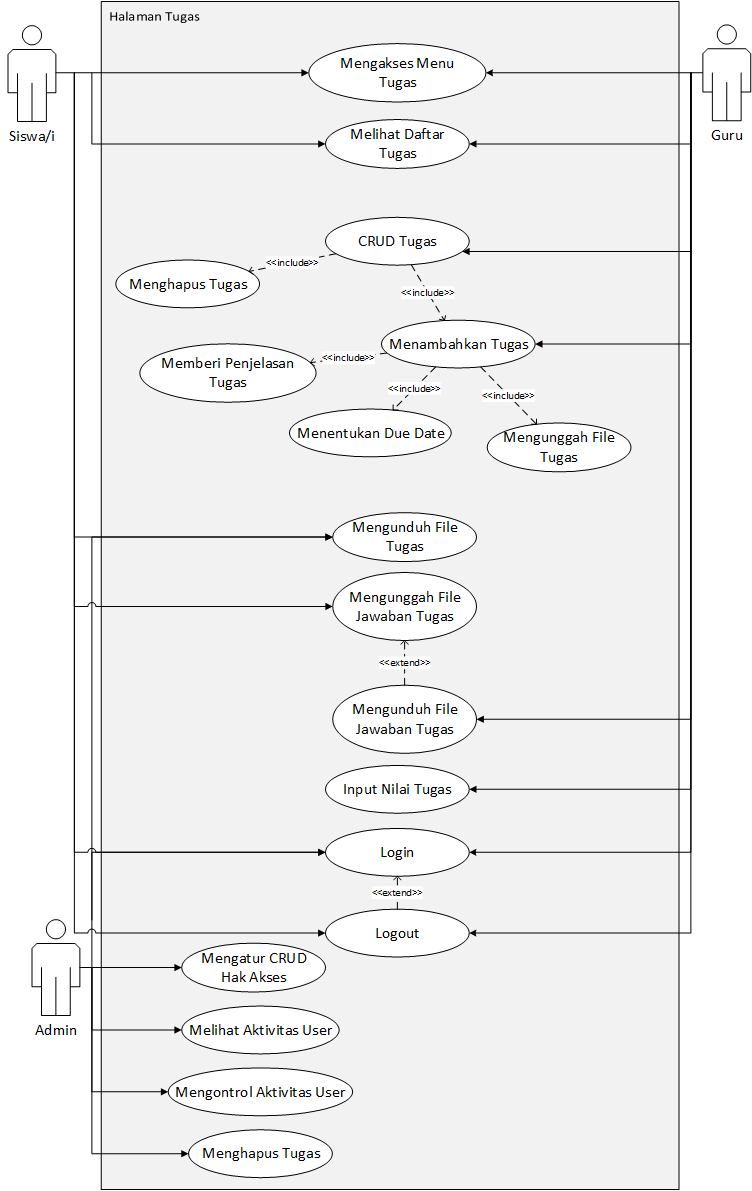 Halaman Tugas
Siswa/i
Guru
Mengakses Menu
Tugas
Melihat Daftar
Tugas
CRUD Tugas
<<include>>
Menghapus Tugas
<<include>>
Menambahkan Tugas
<<include>>
Memberi Penjelasan
Tugas
<<include>>
<<include>>
Menentukan Due Date
Mengunggah File
Tugas
Mengunduh File
Tugas
Mengunggah File
Jawaban Tugas
<<extend>>
Mengunduh File
Jawaban Tugas
Input Nilai Tugas
Login
<<extend>>
Logout
Mengatur CRUD
Hak Akses
Admin
Melihat Aktivitas User
Mengontrol Aktivitas User
Menghapus Tugas